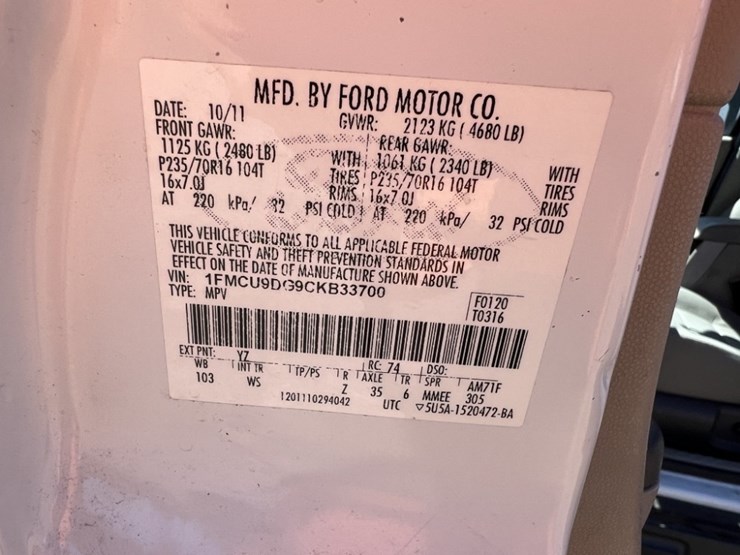 MFD. BY FORD MOTOR CO.
DATE: 10/11 GVWR: 2123 KG ( 4680 LB)
FRONT GAWR: REAR GAWR:
1125 KG ( 2480 LB) WITH 1061 KG ( 2340 LB) WITH
P235/70R16 104T TIRES P235/70R16 104T TIRES
16x7.0J RIMS 16x7.0J RIMS
AT 220 kPa/ 32 PSI COLD AT 220 kPa/ 32 PSI COLD
THIS VEHICLE CONFORMS TO ALL APPLICABLE FEDERAL MOTOR
VEHICLE SAFETY AND THEFT PREVENTION STANDARDS IN
EFFECT ON THE DATE OF MANUFACTURE SHOWN ABOVE.
VIN: 1FMCU9DG9CKB33700 F0120
TYPE: MPV T0316
EXT PNT: YZ RC: 74 DSO:
WB INT TR TP/PS R AXLE TR SPR AM71F
103 WS Z 35 6 MMEE 305
1201110294042 UTC ▽5U5A-1520472-BA